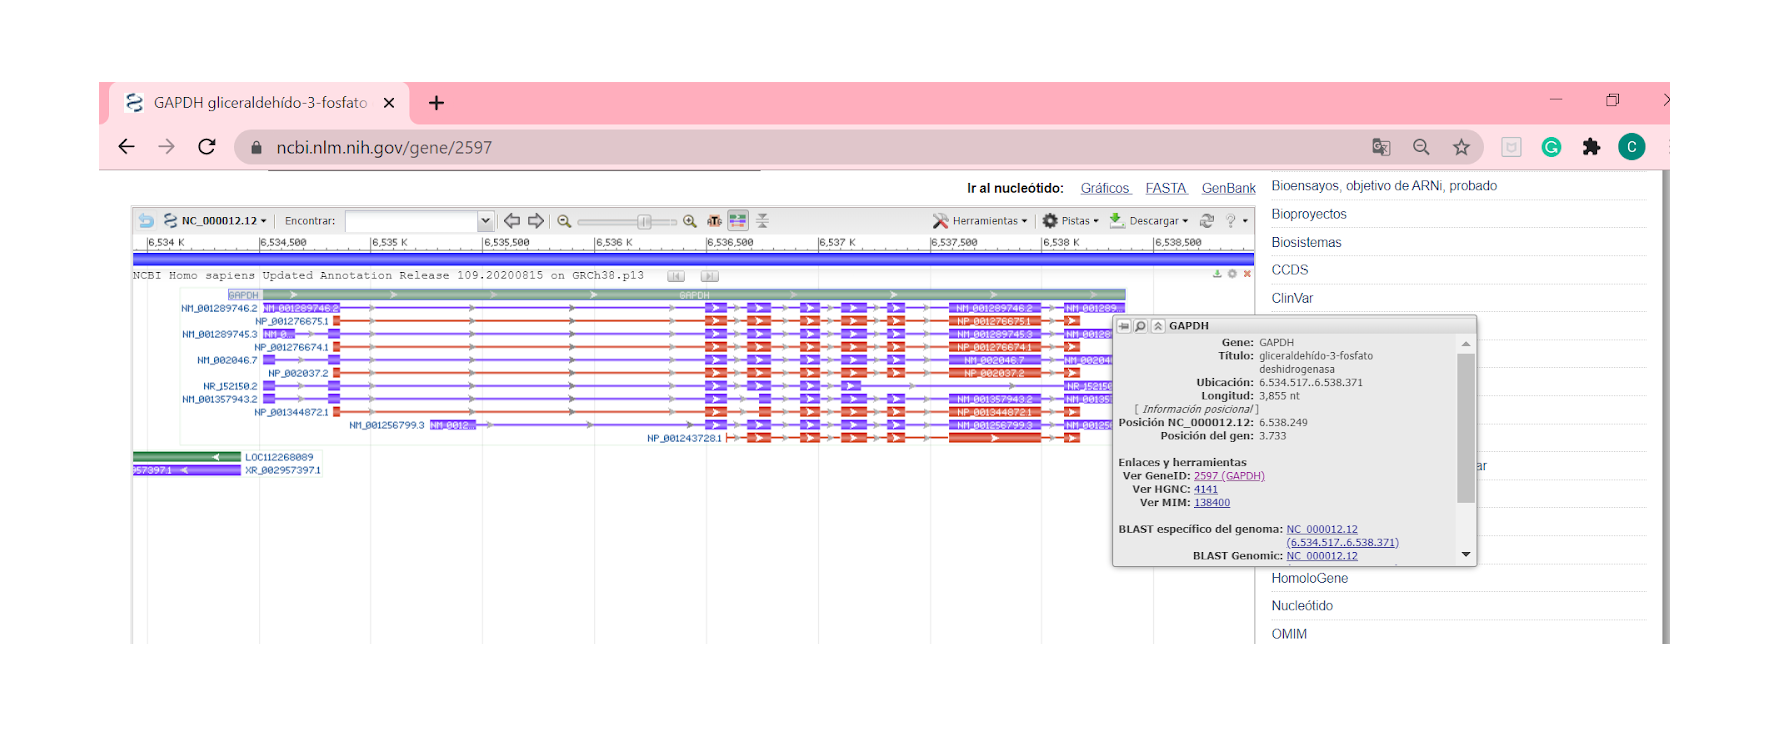 GAPDH gliceraldehído-3-fosfato
ncbi.nlm.nih.gov/gene/2597
C
Ir al nucleótido: Gráficos FASTA GenBank
NC_000012.12 Encontrar:
Herramientas Pistas Descargar ?
6,534 K 6,534,500 6,535 K 6,535,500 6,536 K 6,536,500 6,537 K 6,537,500 6,538 K 6,538,500
NCBI Homo sapiens Updated Annotation Release 109.20200815 on GRCh38.p13
GAPDH GAPDH
NM_001289746.2 NM_001289746.2 NM_001289746.2 NM_001289...
NP_001276675.1 NP_001276675.1
NM_001289745.3 NM_0... NM_001289745.3 NM_00128
NP_001276674.1 NP_001276674.1
NM_002046.7 NM_002046.7 NM_00204
NP_002037.2 NP_002037.2
NR_152150.2 NR_15215
NM_001357943.2 NM_001357943.2 NM_00135
NP_001344872.1 NP_001344872.1
NM_001256799.3 NM_0012... NM_001256799.3 NM_00125
NP_001243728.1
LOC112268089
957397.1 XR_002957397.1
GAPDH
Gene: GAPDH
Título: gliceraldehído-3-fosfato
deshidrogenasa
Ubicación: 6.534.517..6.538.371
Longitud: 3,855 nt
[ Información posicional ]
Posición NC_000012.12: 6.538.249
Posición del gen: 3.733
Enlaces y herramientas
Ver GeneID: 2597 (GAPDH)
Ver HGNC: 4141
Ver MIM: 138400
BLAST específico del genoma: NC_000012.12
(6.534.517..6.538.371)
BLAST Genomic: NC_000012.12
Bioensayos, objetivo de ARNi, probado
Bioproyectos
Biosistemas
CCDS
ClinVar
ar
HomoloGene
Nucleótido
OMIM